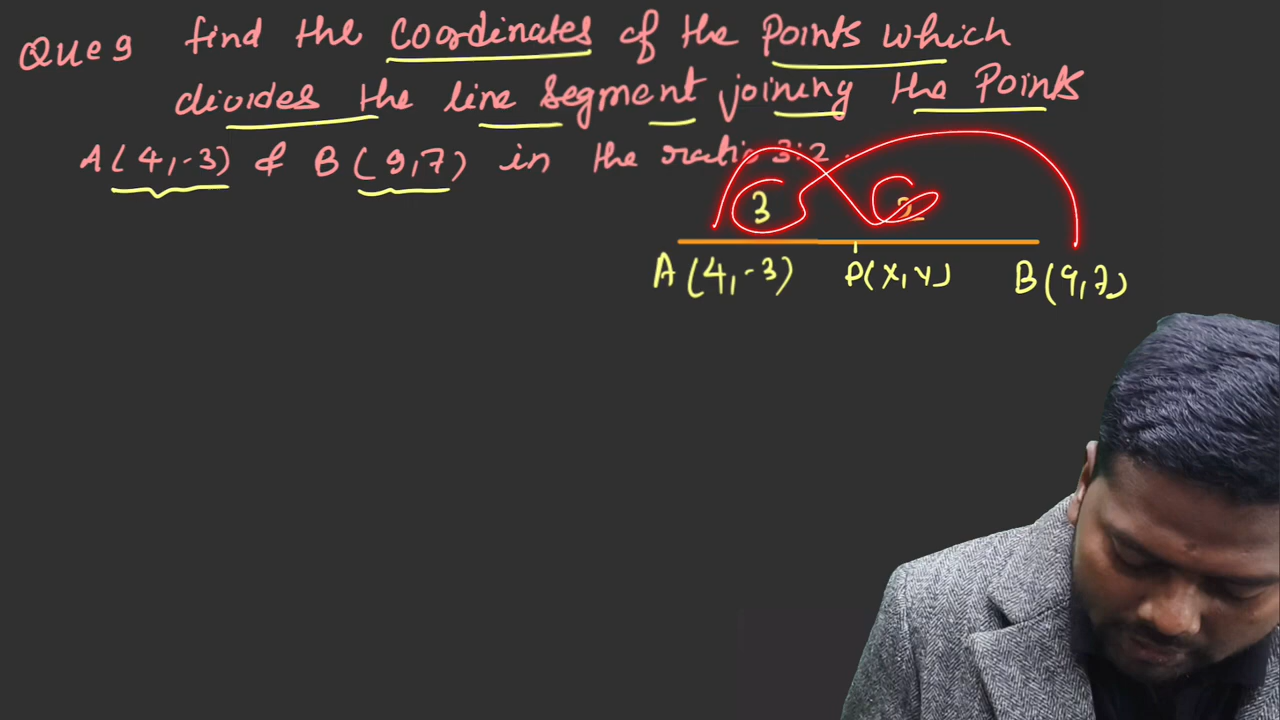 Que 9 find the coordinates of the points which
divides the line segment joining the points
A(4,-3) & B(9,7) in the ratio 3:2.
3 2
A(4,-3) P(x,y) B(9,7)